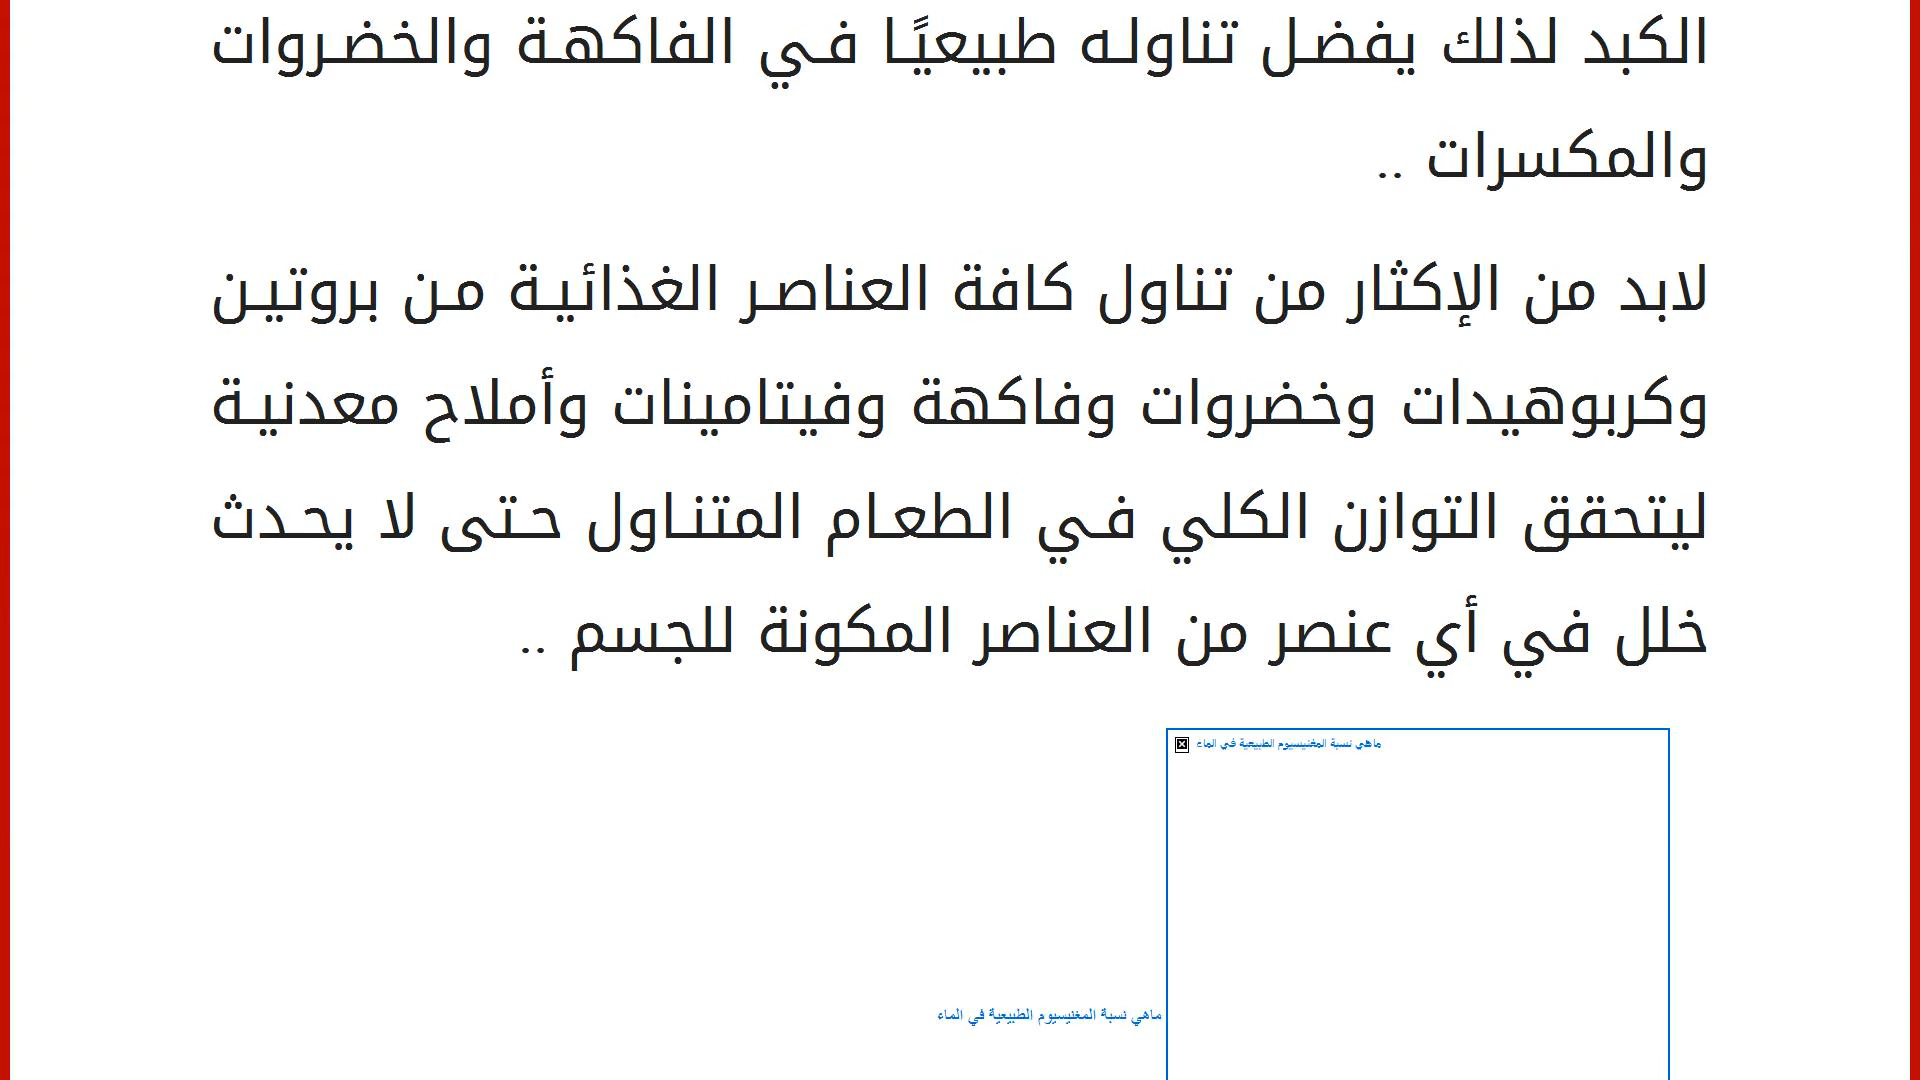 الكبد لذلك يفضل تناوله طبيعيًا في الفاكهة والخضروات
والمكسرات ..
لابد من الإكثار من تناول كافة العناصر الغذائية من بروتين
وكربوهيدات وخضروات وفاكهة وفيتامينات وأملاح معدنية
ليتحقق التوازن الكلي في الطعام المتناول حتى لا يحدث
خلل في أي عنصر من العناصر المكونة للجسم ..
ماهي نسبة المغنيسيوم الطبيعية في الماء
ماهي نسبة المغنيسيوم الطبيعية في الماء